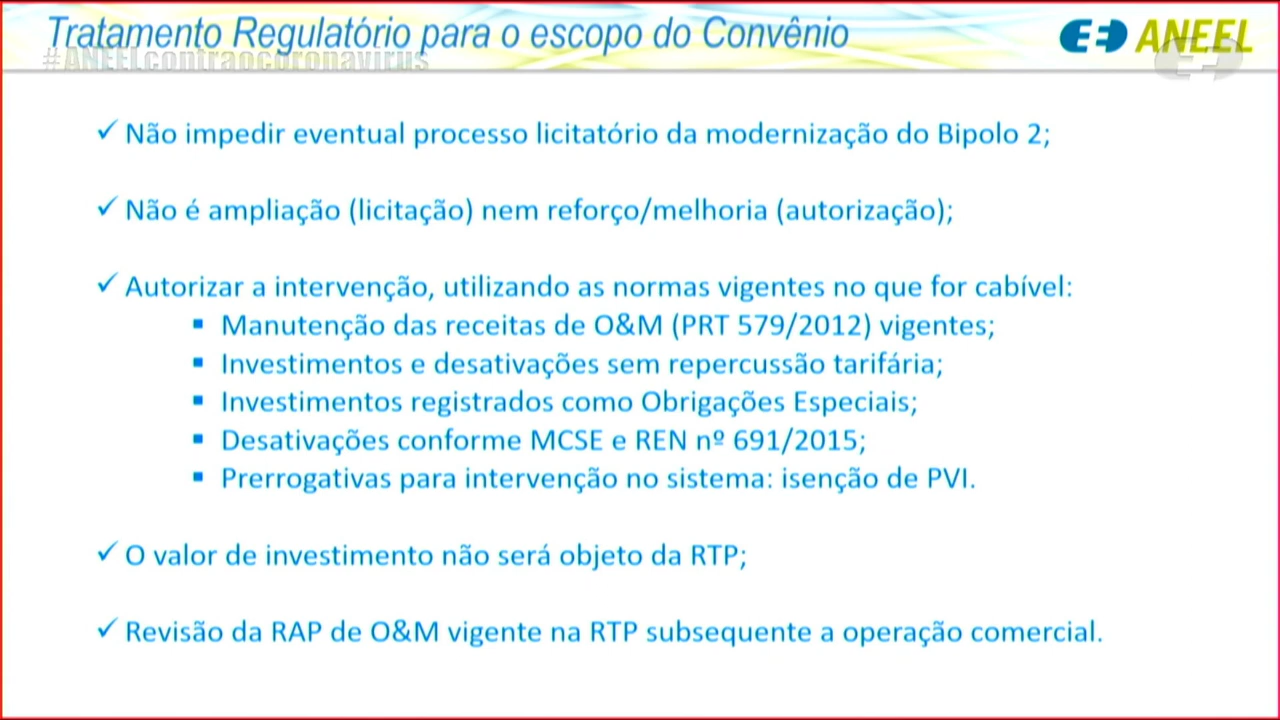 Tratamento Regulatório para o escopo do Convênio
ANEEL
#ANEELcontraocoronavírus
✓ Não impedir eventual processo licitatório da modernização do Bipolo 2;
✓ Não é ampliação (licitação) nem reforço/melhoria (autorização);
✓ Autorizar a intervenção, utilizando as normas vigentes no que for cabível:
▪ Manutenção das receitas de O&M (PRT 579/2012) vigentes;
▪ Investimentos e desativações sem repercussão tarifária;
▪ Investimentos registrados como Obrigações Especiais;
▪ Desativações conforme MCSE e REN nº 691/2015;
▪ Prerrogativas para intervenção no sistema: isenção de PVI.
✓ O valor de investimento não será objeto da RTP;
✓ Revisão da RAP de O&M vigente na RTP subsequente a operação comercial.